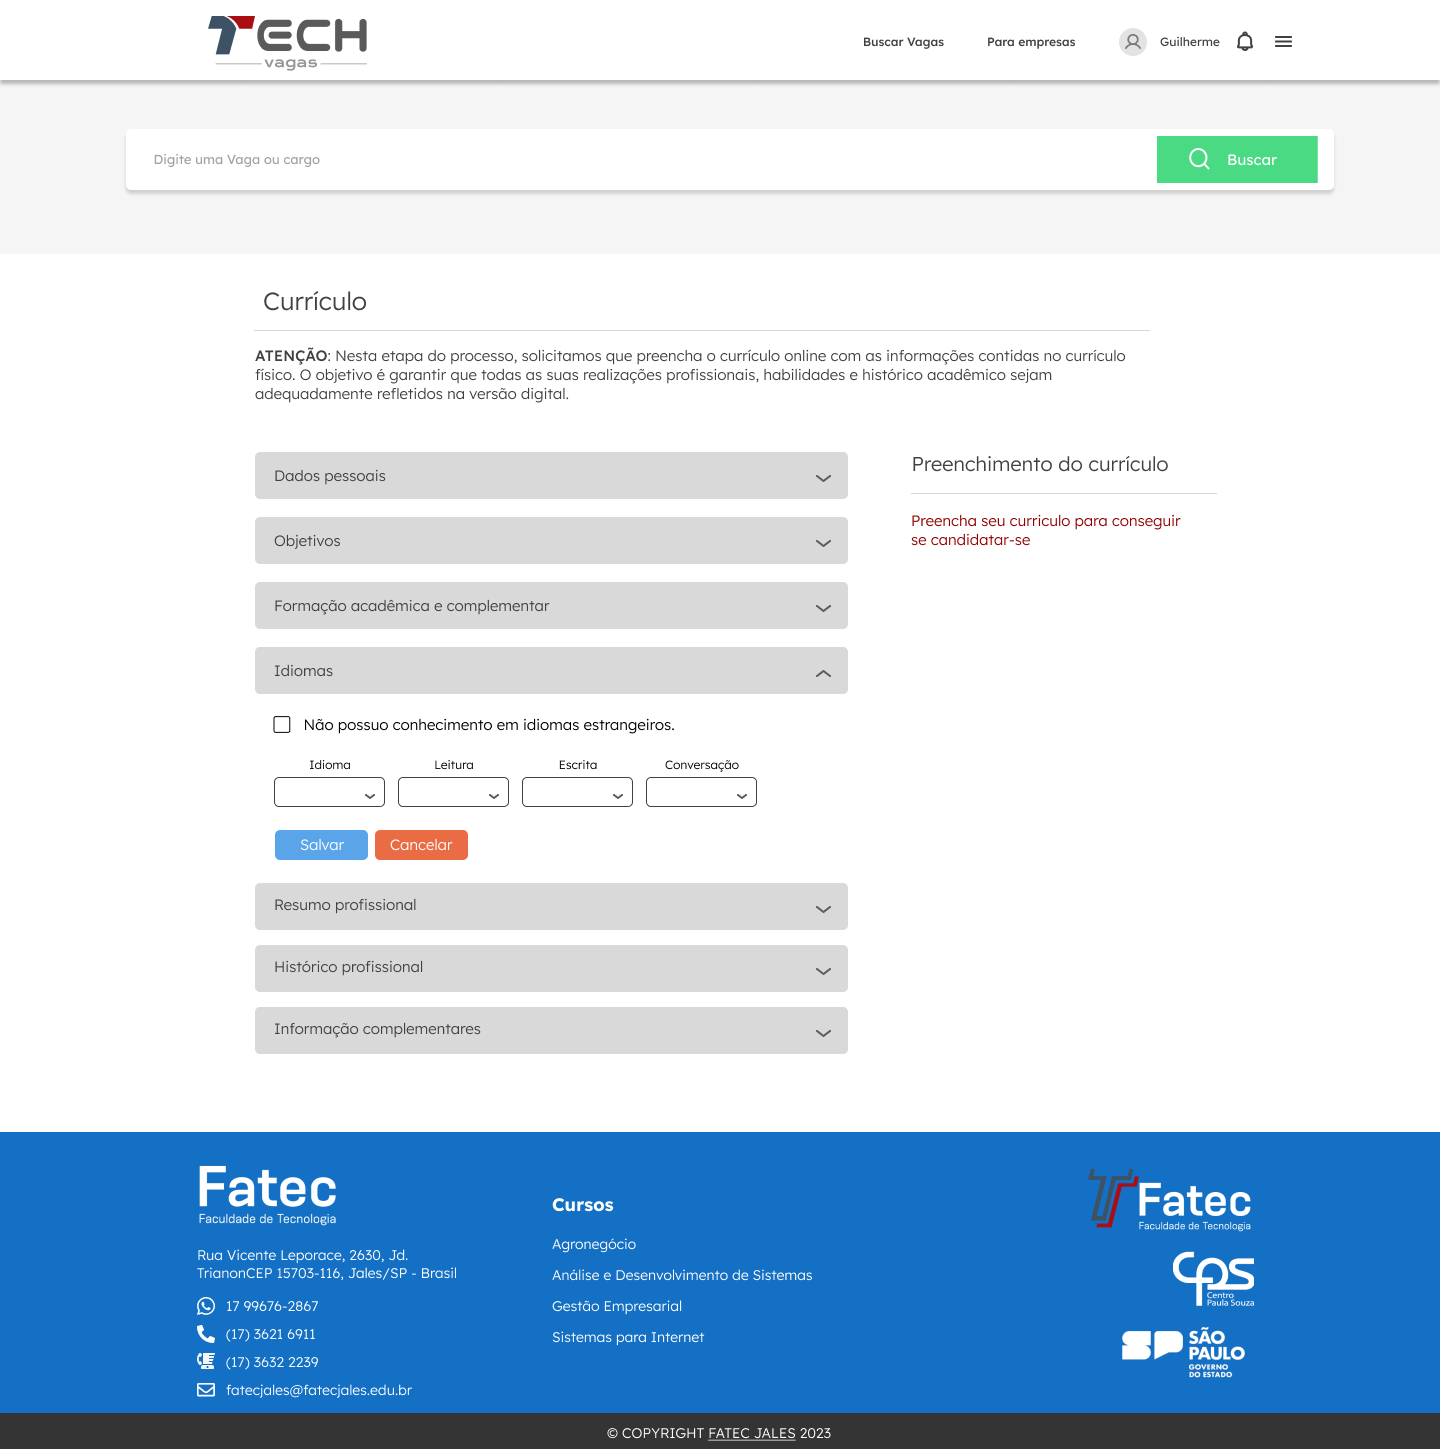 TECH
vagas
Buscar Vagas
Para empresas
Guilherme
Digite uma Vaga ou cargo
Buscar
Currículo
ATENÇÃO: Nesta etapa do processo, solicitamos que preencha o currículo online com as informações contidas no currículo
físico. O objetivo é garantir que todas as suas realizações profissionais, habilidades e histórico acadêmico sejam
adequadamente refletidos na versão digital.
Dados pessoais
Objetivos
Formação acadêmica e complementar
Idiomas
Não possuo conhecimento em idiomas estrangeiros.
Idioma
Leitura
Escrita
Conversação
Salvar
Cancelar
Resumo profissional
Histórico profissional
Informação complementares
Preenchimento do currículo
Preencha seu curriculo para conseguir
se candidatar-se
Fatec
Faculdade de Tecnologia
Rua Vicente Leporace, 2630, Jd.
TrianonCEP 15703-116, Jales/SP - Brasil
17 99676-2867
(17) 3621 6911
(17) 3632 2239
fatecjales@fatecjales.edu.br
Cursos
Agronegócio
Análise e Desenvolvimento de Sistemas
Gestão Empresarial
Sistemas para Internet
Fatec
Faculdade de Tecnologia
cps
Centro
Paula Souza
SP
SÃO
PAULO
GOVERNO
DO ESTADO
© COPYRIGHT FATEC JALES 2023